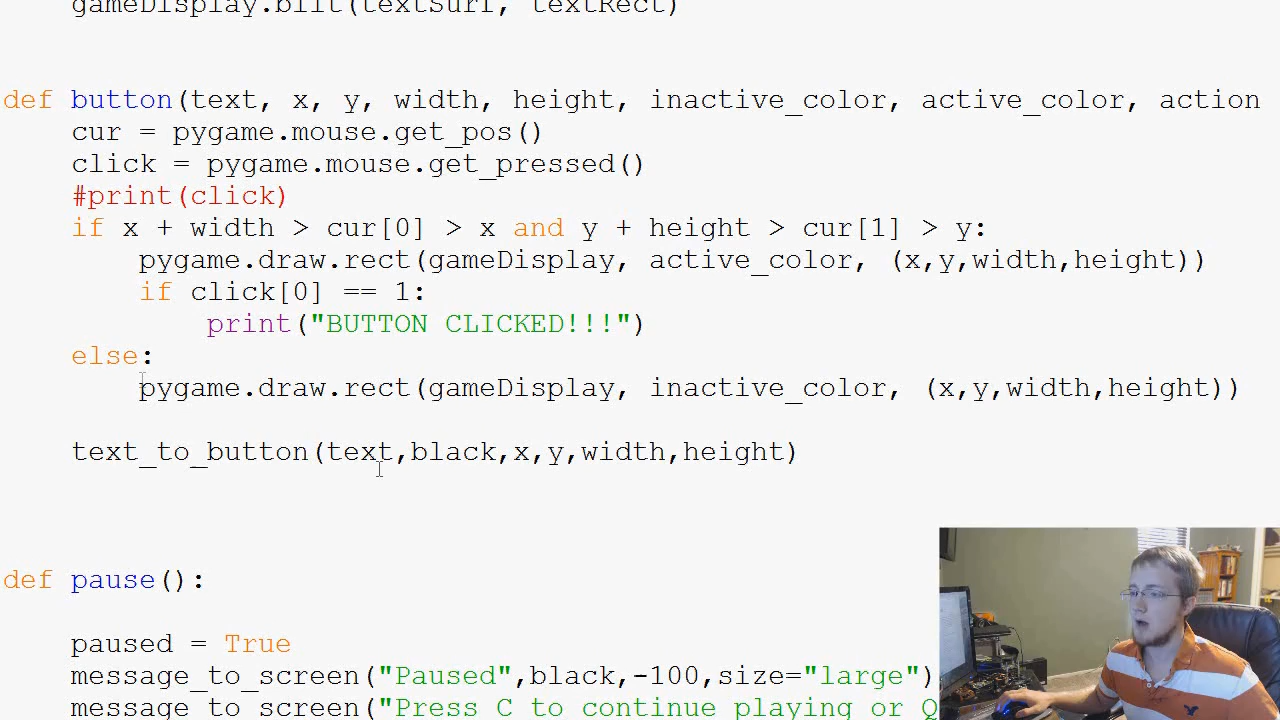 gameDisplay.blit(textSurf, textRect)
def button(text, x, y, width, height, inactive_color, active_color, action
cur = pygame.mouse.get_pos()
click = pygame.mouse.get_pressed()
#print(click)
if x + width > cur[0] > x and y + height > cur[1] > y:
pygame.draw.rect(gameDisplay, active_color, (x,y,width,height))
if click[0] == 1:
print("BUTTON CLICKED!!!")
else:
pygame.draw.rect(gameDisplay, inactive_color, (x,y,width,height))
text_to_button(text,black,x,y,width,height)
def pause():
paused = True
message_to_screen("Paused",black,-100,size="large")
message_to_screen("Press C to continue playing or Q